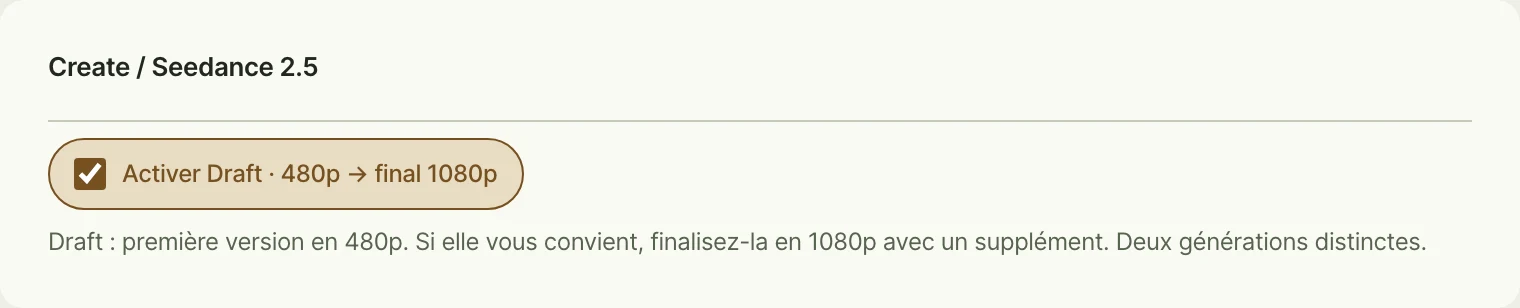 Create / Seedance 2.5
Activer Draft · 480p → final 1080p
Draft : première version en 480p. Si elle vous convient, finalisez-la en 1080p avec un supplément. Deux générations distinctes.